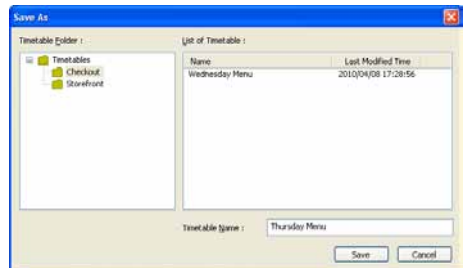 Save As
Timetable Folder :
List of Timetable :
Timetables
Checkout
Storefront
Name Last Modified Time
Wednesday Menu 2010/04/08 17:28:56
Timetable Name : Thursday Menu
Save Cancel